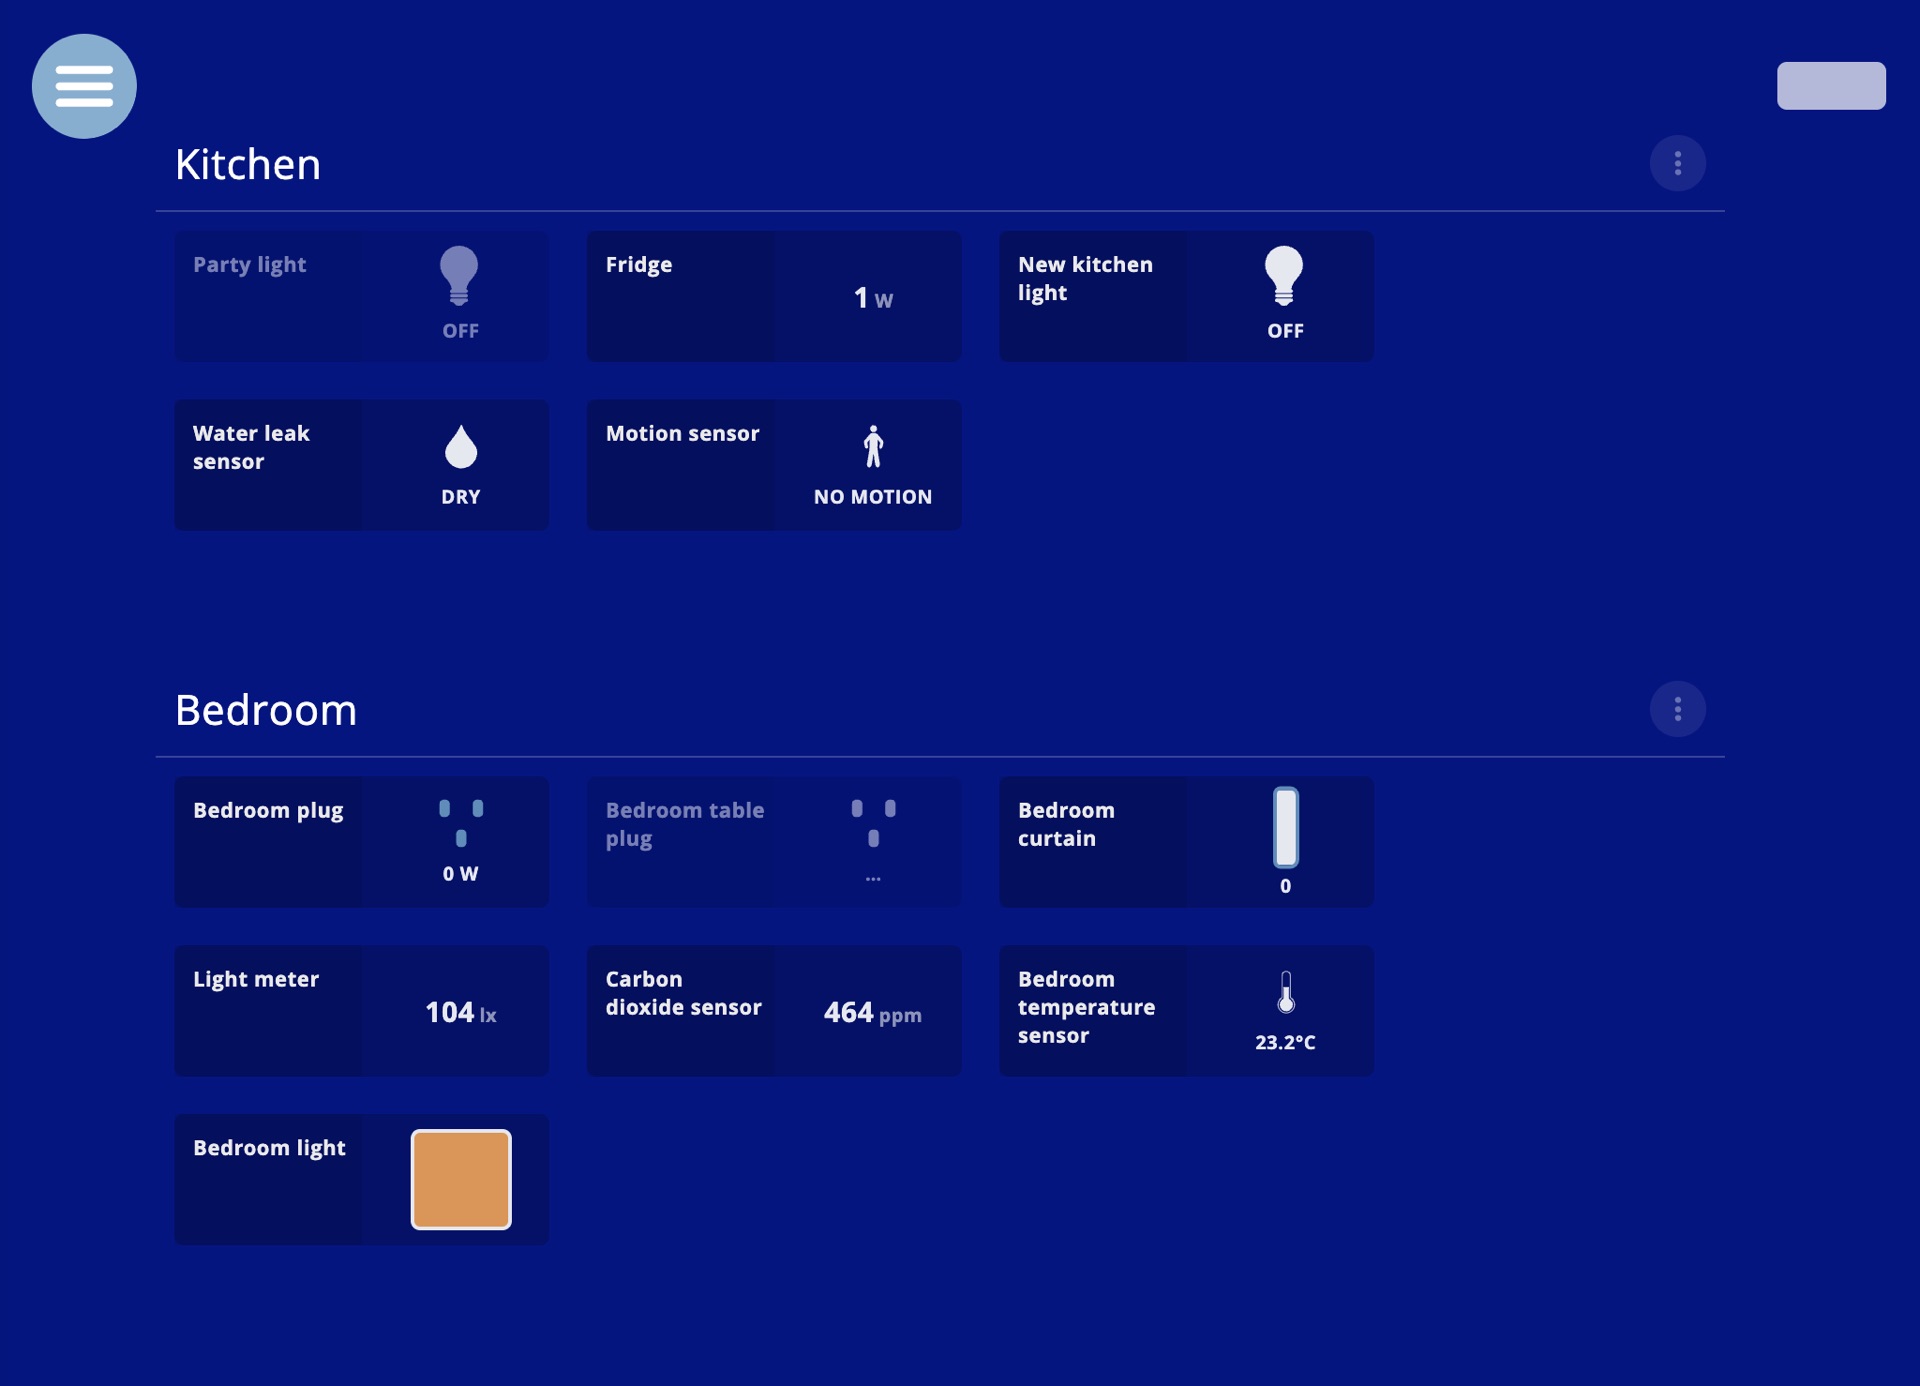 Kitchen
Party light
OFF
Fridge
1 W
New kitchen
light
OFF
Water leak
sensor
DRY
Motion sensor
NO MOTION
Bedroom
Bedroom plug
0 W
Bedroom table
plug
...
Bedroom
curtain
0
Light meter
104 lx
Carbon
dioxide sensor
464 ppm
Bedroom
temperature
sensor
23.2°C
Bedroom light